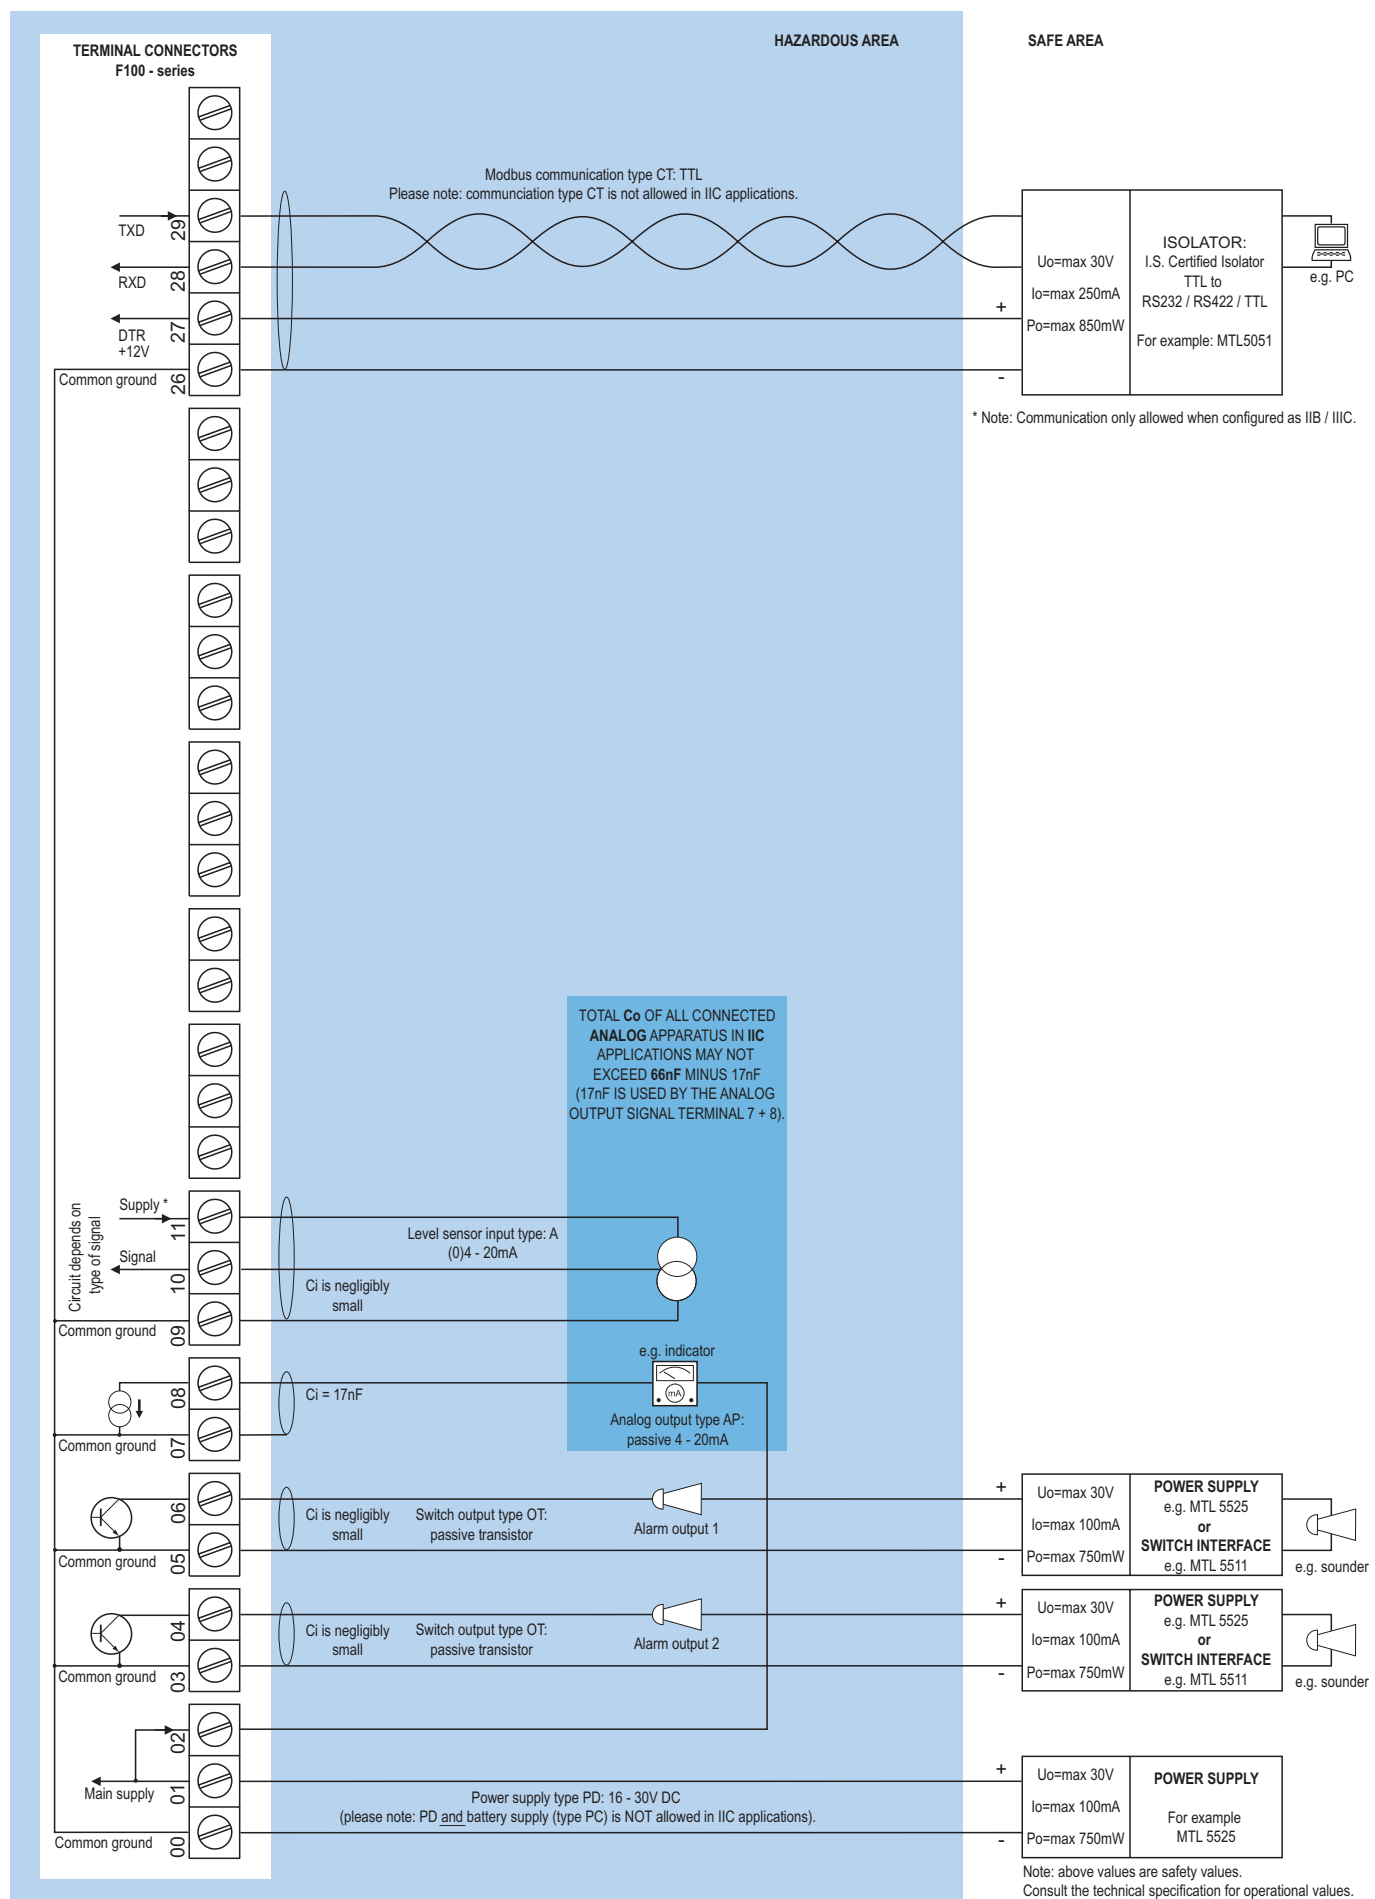 HAZARDOUS AREA
SAFE AREA
TERMINAL CONNECTORS
F100 - series
Modbus communication type CT: TTL
Please note: communciation type CT is not allowed in IIC applications.
TXD
29
RXD
28
DTR
+12V
27
Common ground
26
+
-
Uo=max 30V
Io=max 250mA
Po=max 850mW
ISOLATOR:
I.S. Certified Isolator
TTL to
RS232 / RS422 / TTL
For example: MTL5051
e.g. PC
* Note: Communication only allowed when configured as IIB / IIIC.
TOTAL Co OF ALL CONNECTED
ANALOG APPARATUS IN IIC
APPLICATIONS MAY NOT
EXCEED 66nF MINUS 17nF
(17nF IS USED BY THE ANALOG
OUTPUT SIGNAL TERMINAL 7 + 8).
Circuit depends on
type of signal
Supply *
11
Signal
10
Common ground
09
Level sensor input type: A
(0)4 - 20mA
Ci is negligibly
small
e.g. indicator
mA
Analog output type AP:
passive 4 - 20mA
08
Ci = 17nF
Common ground
07
06
Ci is negligibly
small
Switch output type OT:
passive transistor
Alarm output 1
Common ground
05
+
-
Uo=max 30V
Io=max 100mA
Po=max 750mW
POWER SUPPLY
e.g. MTL 5525
or
SWITCH INTERFACE
e.g. MTL 5511
e.g. sounder
04
Ci is negligibly
small
Switch output type OT:
passive transistor
Alarm output 2
Common ground
03
+
-
Uo=max 30V
Io=max 100mA
Po=max 750mW
POWER SUPPLY
e.g. MTL 5525
or
SWITCH INTERFACE
e.g. MTL 5511
e.g. sounder
02
Main supply
01
Common ground
00
Power supply type PD: 16 - 30V DC
(please note: PD and battery supply (type PC) is NOT allowed in IIC applications).
+
-
Uo=max 30V
Io=max 100mA
Po=max 750mW
POWER SUPPLY
For example
MTL 5525
Note: above values are safety values.
Consult the technical specification for operational values.